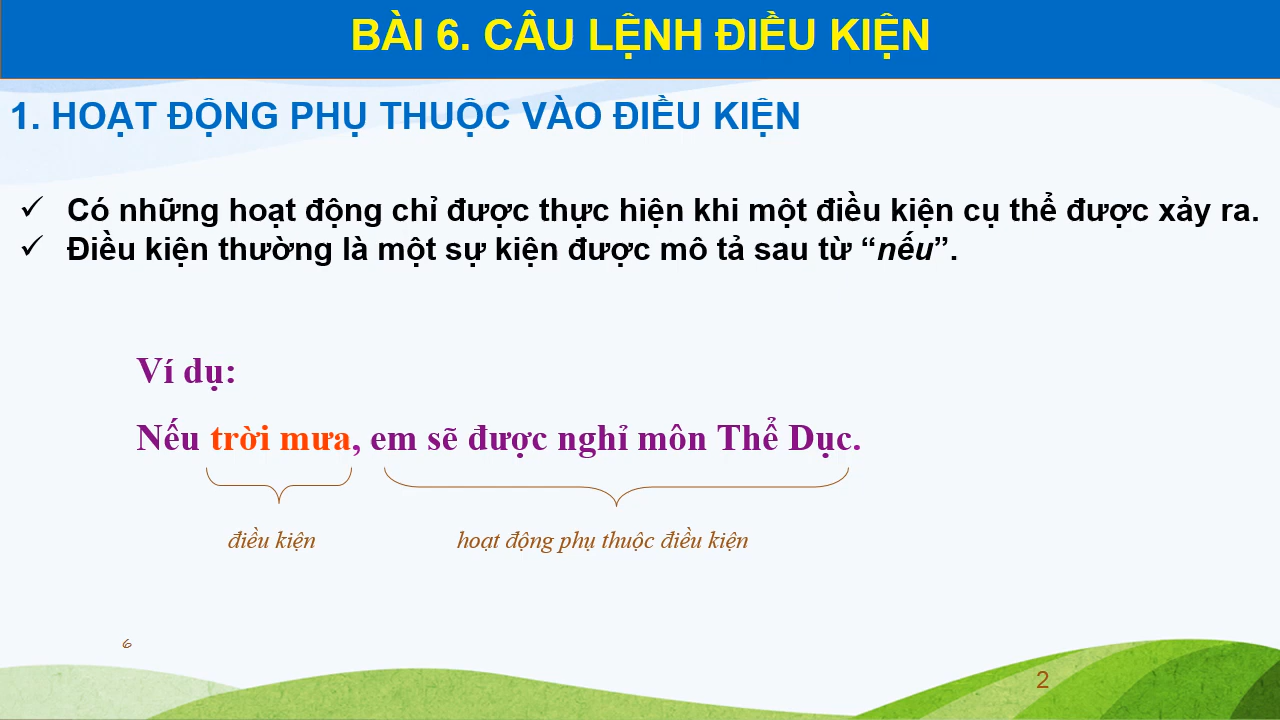 BÀI 6. CÂU LỆNH ĐIỀU KIỆN
1. HOẠT ĐỘNG PHỤ THUỘC VÀO ĐIỀU KIỆN
✓ Có những hoạt động chỉ được thực hiện khi một điều kiện cụ thể được xảy ra.
✓ Điều kiện thường là một sự kiện được mô tả sau từ “nếu”.
Ví dụ:
Nếu trời mưa, em sẽ được nghỉ môn Thể Dục.
điều kiện hoạt động phụ thuộc điều kiện
6
2